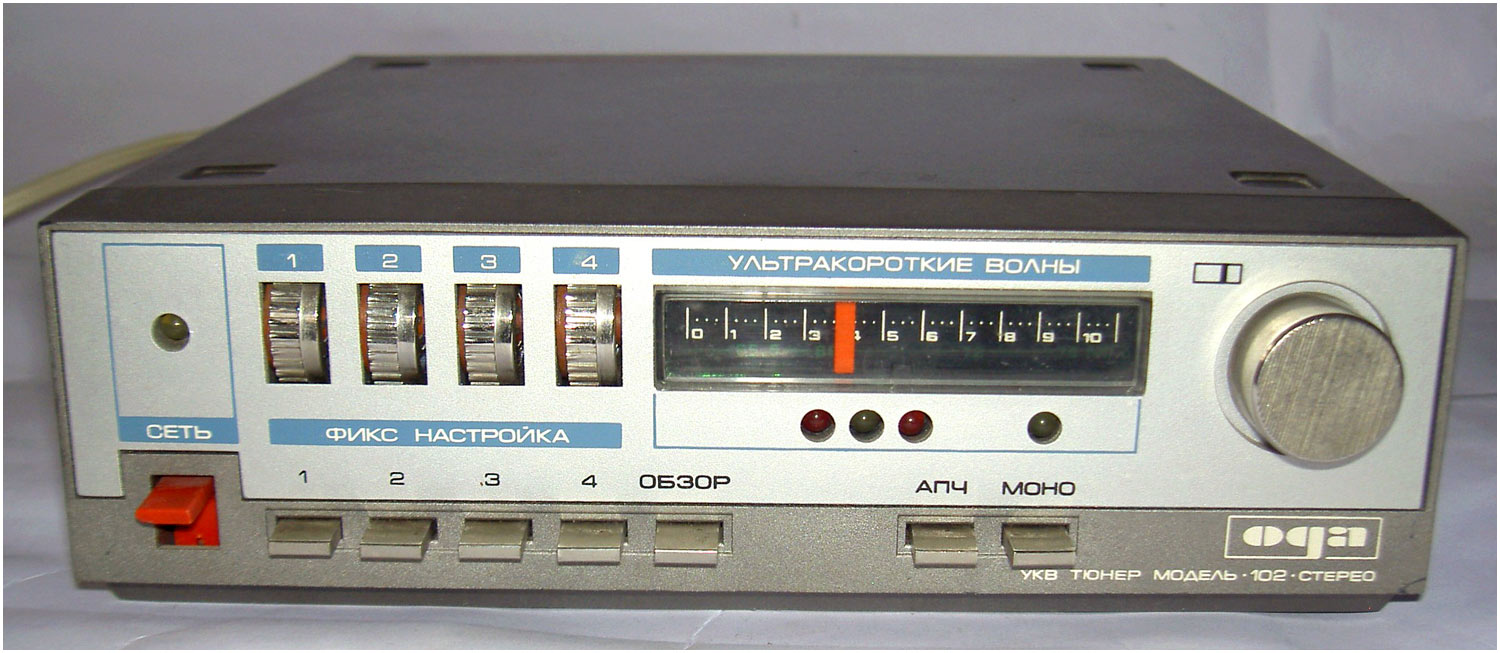 1 2 3 4
УЛЬТРАКОРОТКИЕ ВОЛНЫ
0 1 2 3 4 5 6 7 8 9 10
СЕТЬ
ФИКС НАСТРОЙКА
1 2 3 4 ОБЗОР
АПЧ МОНО
ода
УКВ ТЮНЕР МОДЕЛЬ · 102 · СТЕРЕО